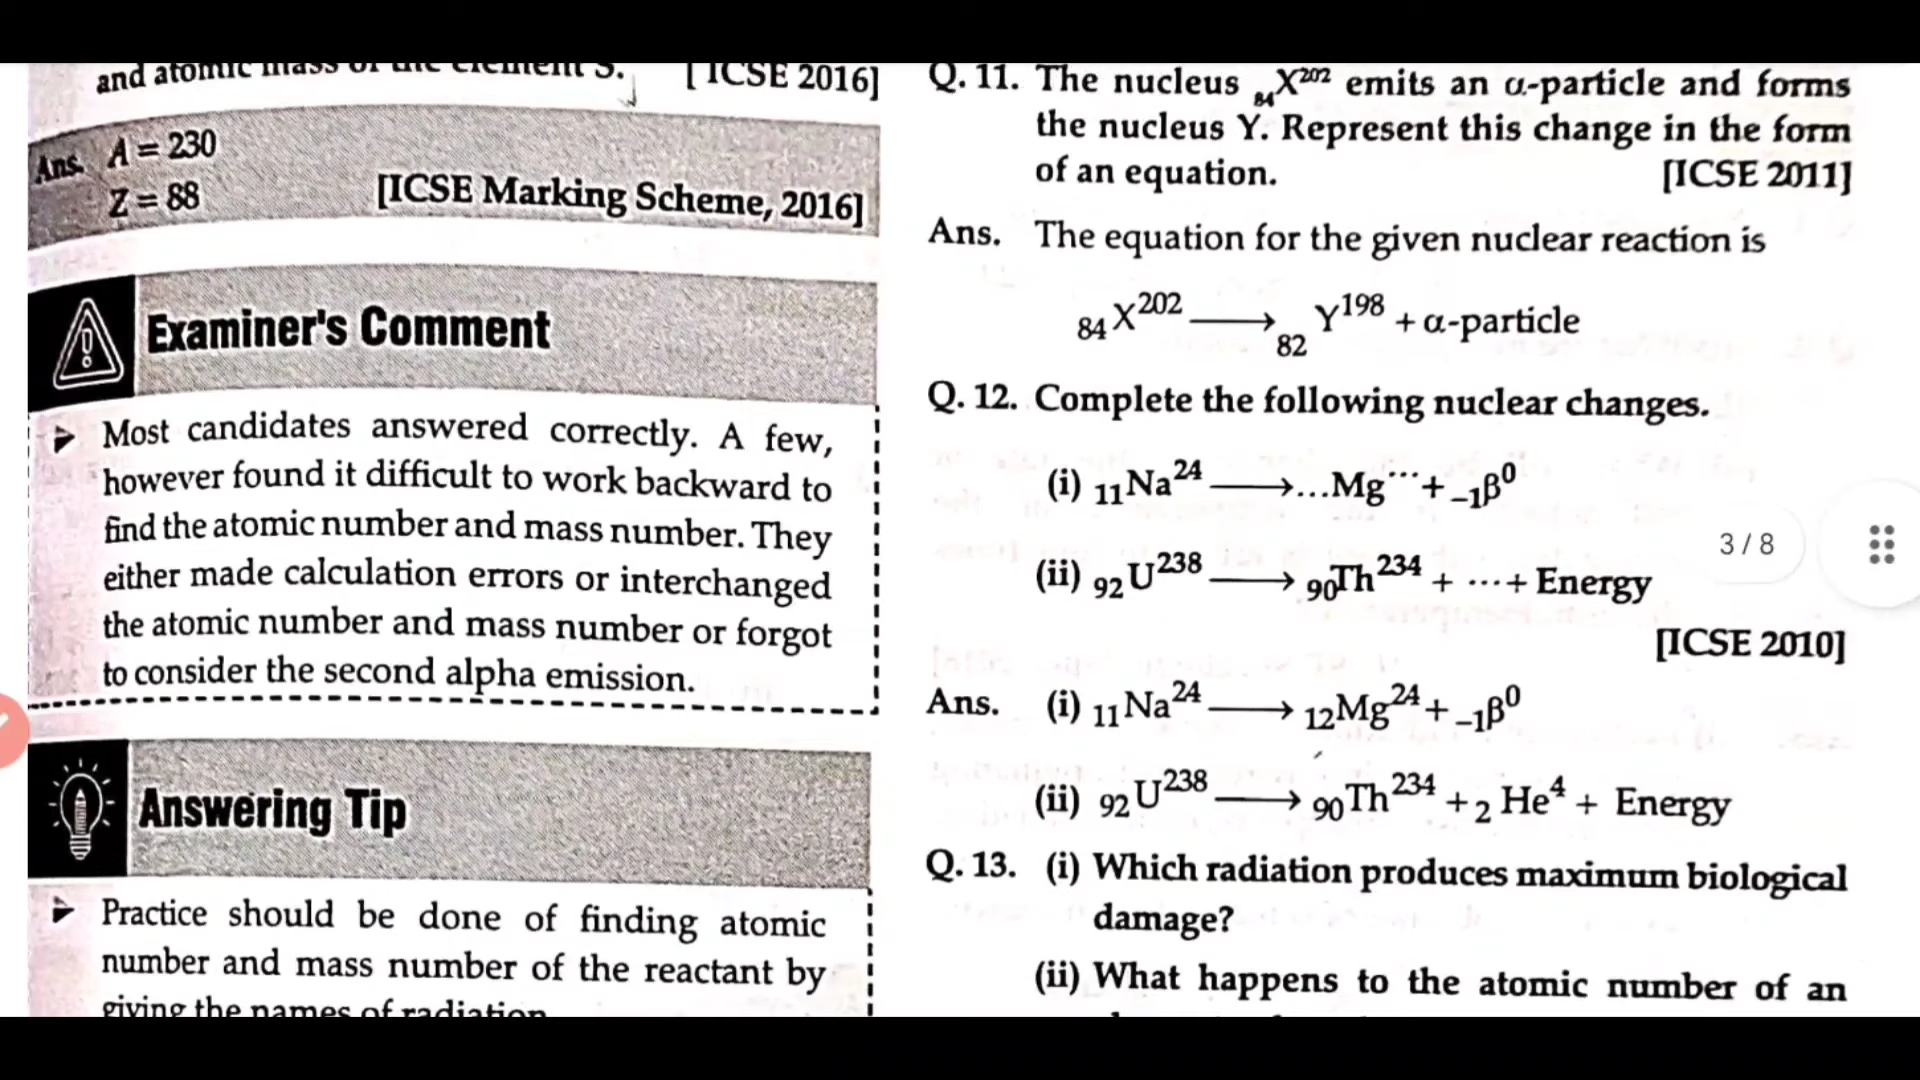 and atomic mass of the element S. [ICSE 2016]
Ans. A = 230
Z = 88 [ICSE Marking Scheme, 2016]
Examiner's Comment
➤ Most candidates answered correctly. A few,
however found it difficult to work backward to
find the atomic number and mass number. They
either made calculation errors or interchanged
the atomic number and mass number or forgot
to consider the second alpha emission.
Answering Tip
➤ Practice should be done of finding atomic
number and mass number of the reactant by
giving the names of radiation.
Q. 11. The nucleus ₈₄X²⁰² emits an α-particle and forms
the nucleus Y. Represent this change in the form
of an equation. [ICSE 2011]
Ans. The equation for the given nuclear reaction is
₈₄X²⁰² ⟶ ₈₂Y¹⁹⁸ + α-particle
Q. 12. Complete the following nuclear changes.
(i) ₁₁Na²⁴ ⟶ ...Mg··· + ₋₁β⁰
(ii) ₉₂U²³⁸ ⟶ ₉₀Th²³⁴ + ··· + Energy
[ICSE 2010]
Ans. (i) ₁₁Na²⁴ ⟶ ₁₂Mg²⁴ + ₋₁β⁰
(ii) ₉₂U²³⁸ ⟶ ₉₀Th²³⁴ + ₂He⁴ + Energy
Q. 13. (i) Which radiation produces maximum biological
damage?
(ii) What happens to the atomic number of an
3 / 8